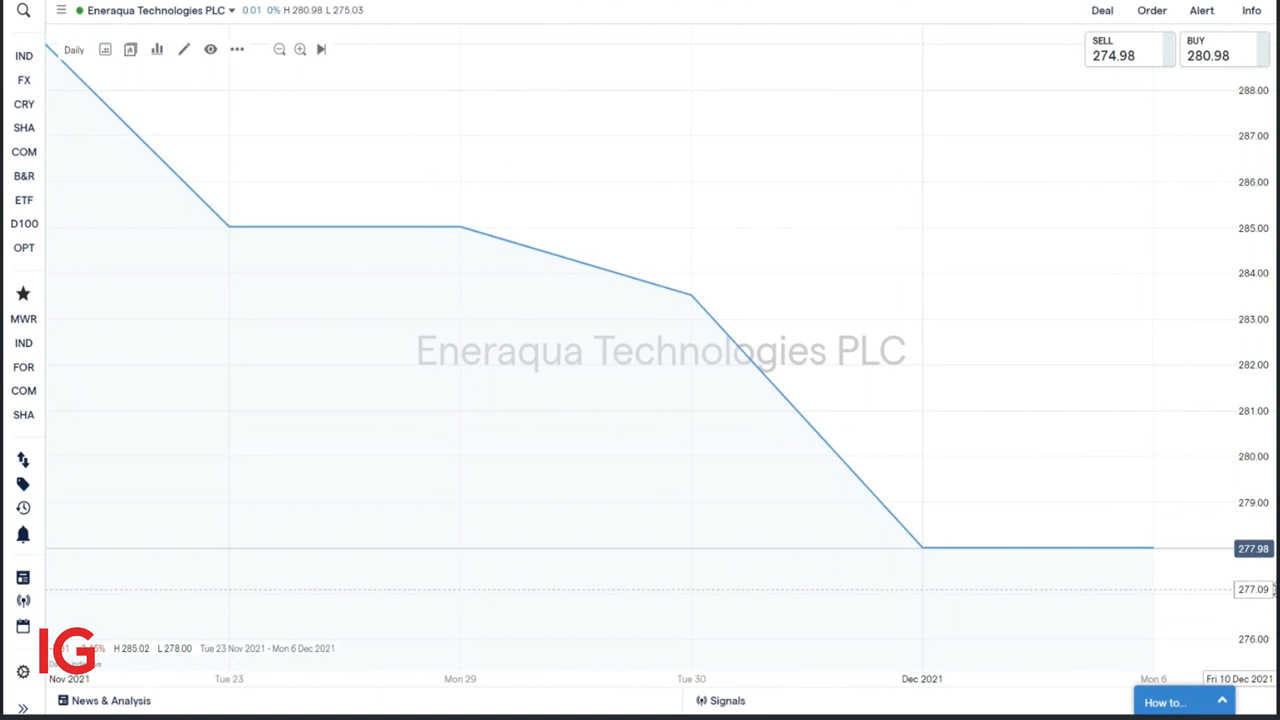 Eneraqua Technologies PLC 0.01 0% H 280.98 L 275.03
Deal Order Alert Info
Daily
SELL
274.98
BUY
280.98
IND
FX
CRY
SHA
COM
B&R
ETF
D100
OPT
MWR
IND
FOR
COM
SHA
288.00
287.00
286.00
285.00
284.00
283.00
282.00
281.00
280.00
279.00
277.98
277.09
276.00
Eneraqua Technologies PLC
IG
H 285.02 L 278.00 Tue 23 Nov 2021 - Mon 6 Dec 2021
Nov 2021 Tue 23 Mon 29 Tue 30 Dec 2021 Mon 6 Fri 10 Dec 2021
News & Analysis
Signals
How to...